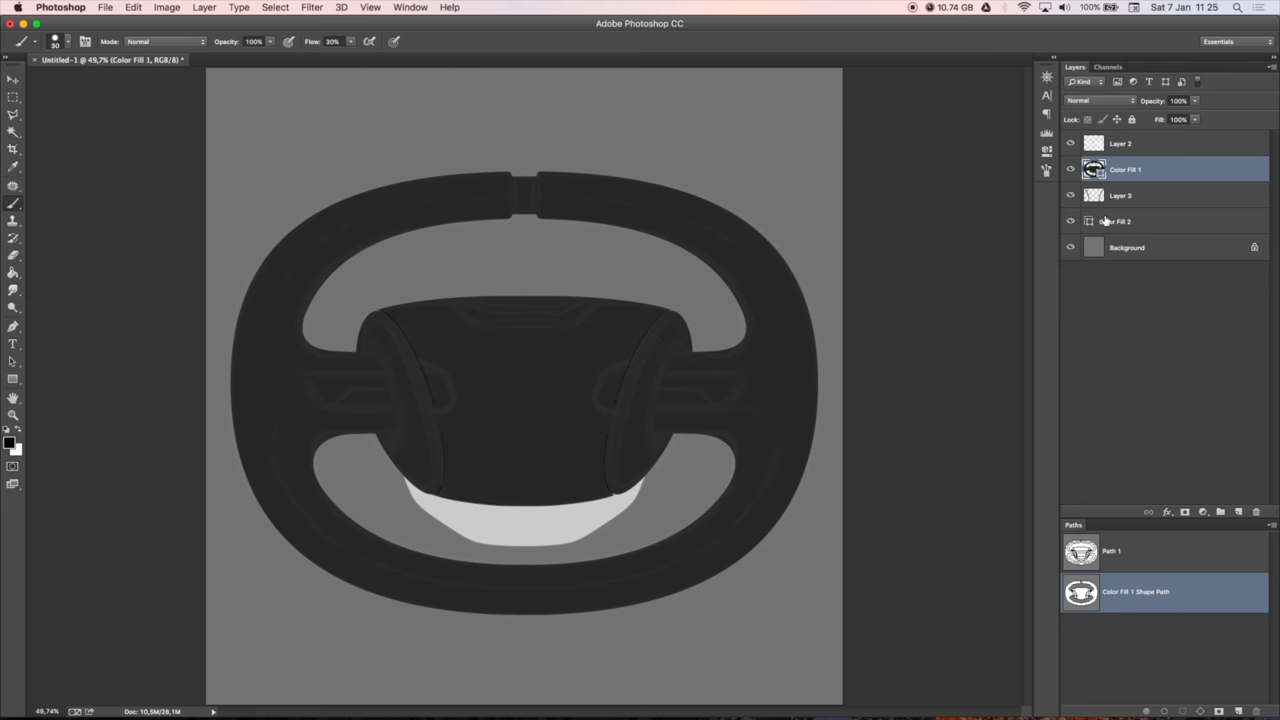 Photoshop File Edit Image Layer Type Select Filter 3D View Window Help 10.74 GB 100% Sat 7 Jan 11 25
Adobe Photoshop CC
30 Mode: Normal Opacity: 100% Flow: 30% Essentials
× Untitled-1 @ 49,7% (Color Fill 1, RGB/8) *
Layers Channels
Kind
Normal Opacity: 100%
Lock: Fill: 100%
Layer 2
Color Fill 1
Layer 3
Fill 2
Background
Paths
Path 1
Color Fill 1 Shape Path
49,74% Doc: 10,5M/28,1M